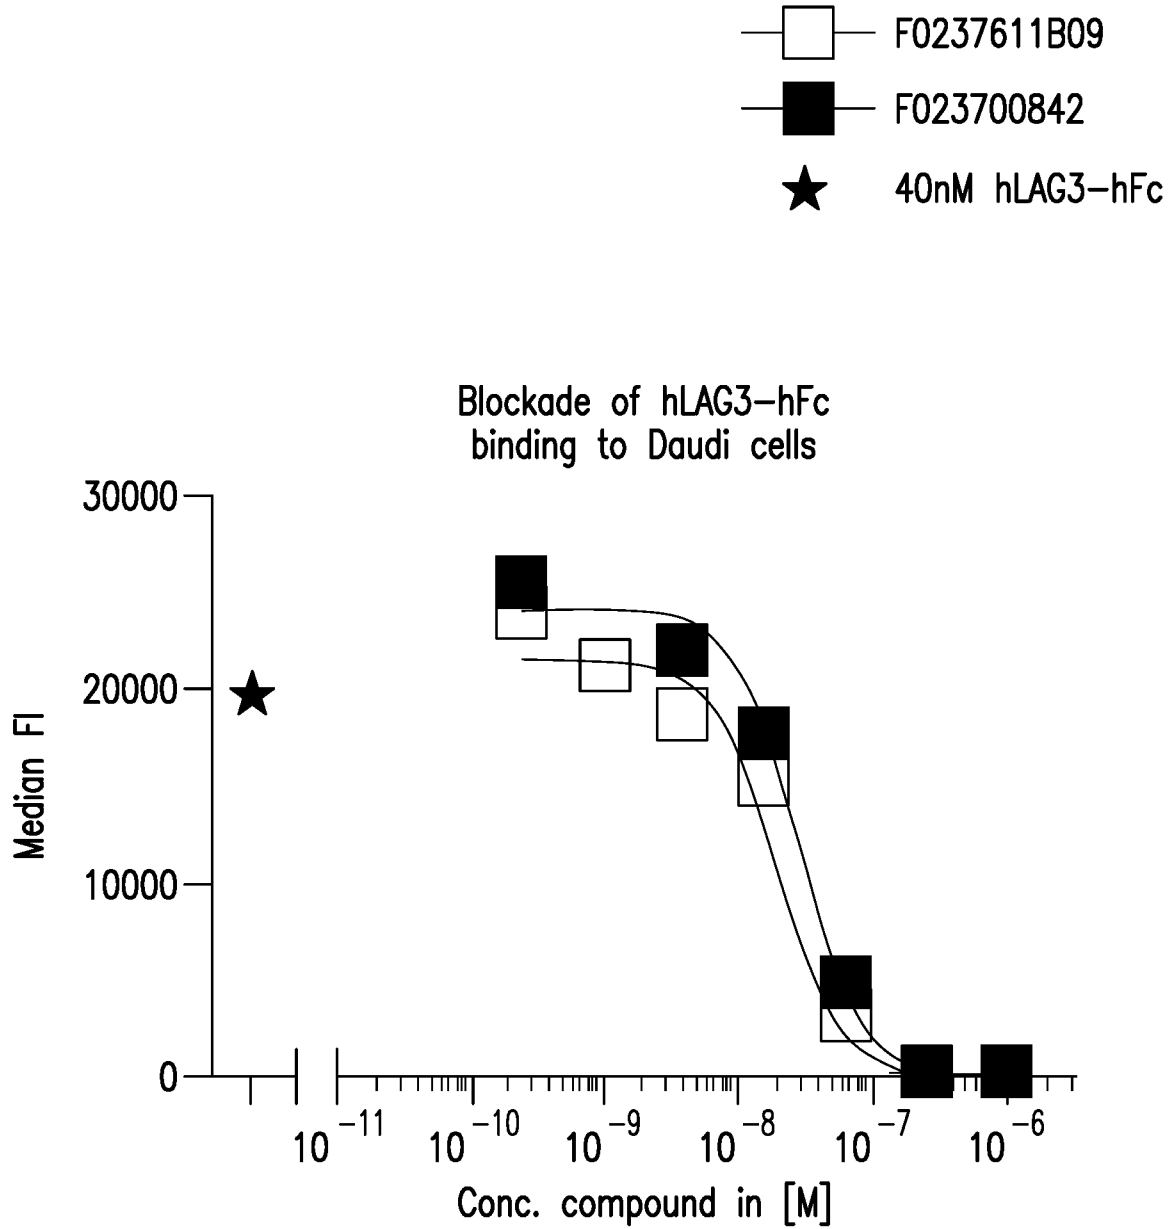 F0237611B09
F023700842
40nM hLAG3-hFc
Blockade of hLAG3-hFc
binding to Daudi cells
30000
20000
10000
0
Median FI
10-11 10-10 10-9 10-8 10-7 10-6
Conc. compound in [M]